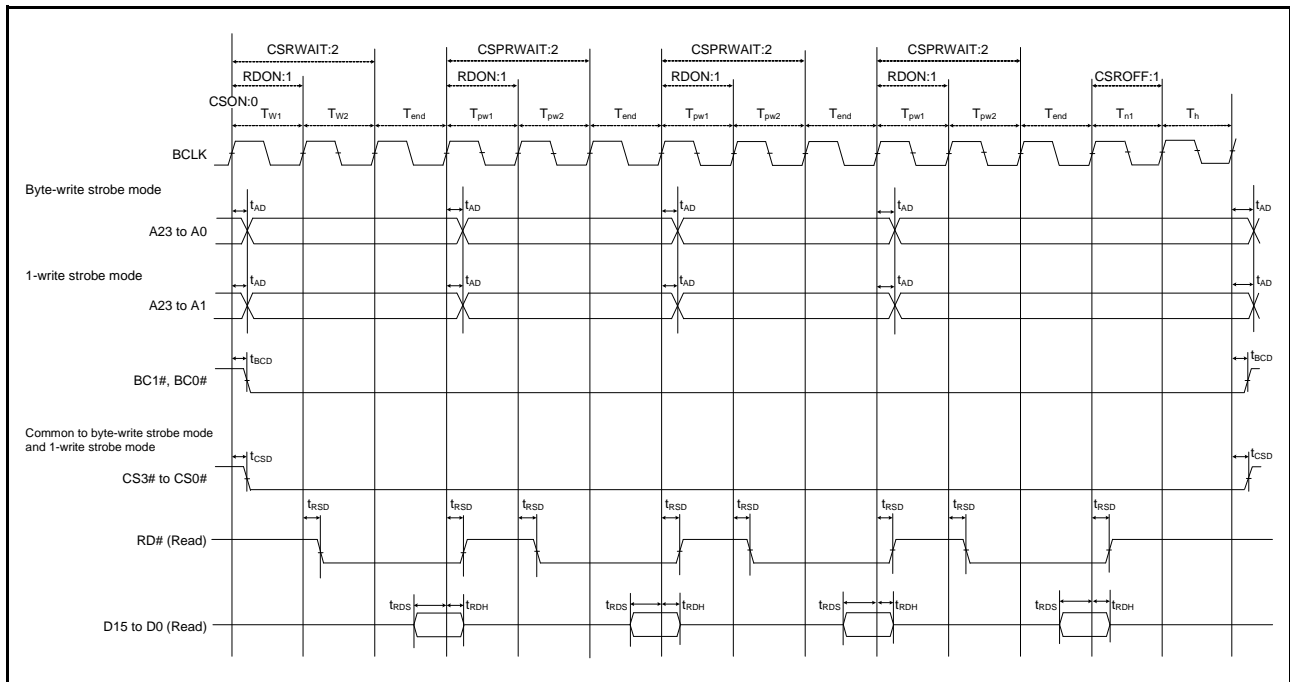 CSRWAIT:2 CSPRWAIT:2 CSPRWAIT:2 CSPRWAIT:2
RDON:1 RDON:1 RDON:1 RDON:1 CSROFF:1
CSON:0
TW1 TW2 Tend Tpw1 Tpw2 Tend Tpw1 Tpw2 Tend Tpw1 Tpw2 Tend Tn1 Th
BCLK
Byte-write strobe mode
tAD tAD tAD tAD tAD
A23 to A0
1-write strobe mode
tAD tAD tAD tAD tAD
A23 to A1
tBCD tBCD
BC1#, BC0#
Common to byte-write strobe mode
and 1-write strobe mode
tCSD tCSD
CS3# to CS0#
tRSD tRSD tRSD tRSD tRSD tRSD tRSD tRSD
RD# (Read)
tRDS tRDH tRDS tRDH tRDS tRDH tRDS tRDH
D15 to D0 (Read)